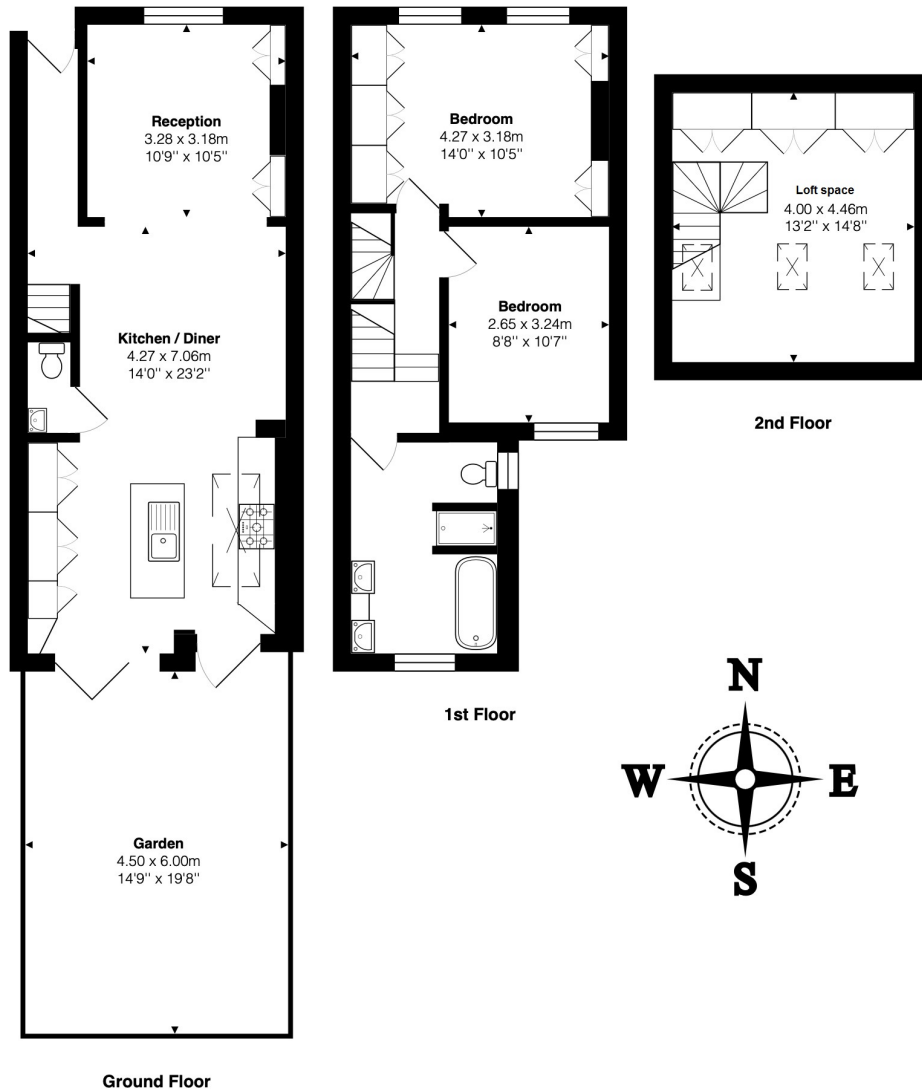 Reception
3.28 x 3.18m
10'9'' x 10'5''
Kitchen / Diner
4.27 x 7.06m
14'0'' x 23'2''
Garden
4.50 x 6.00m
14'9'' x 19'8''
Ground Floor
Bedroom
4.27 x 3.18m
14'0'' x 10'5''
Bedroom
2.65 x 3.24m
8'8'' x 10'7''
1st Floor
Loft space
4.00 x 4.46m
13'2'' x 14'8''
2nd Floor
N
W E
S